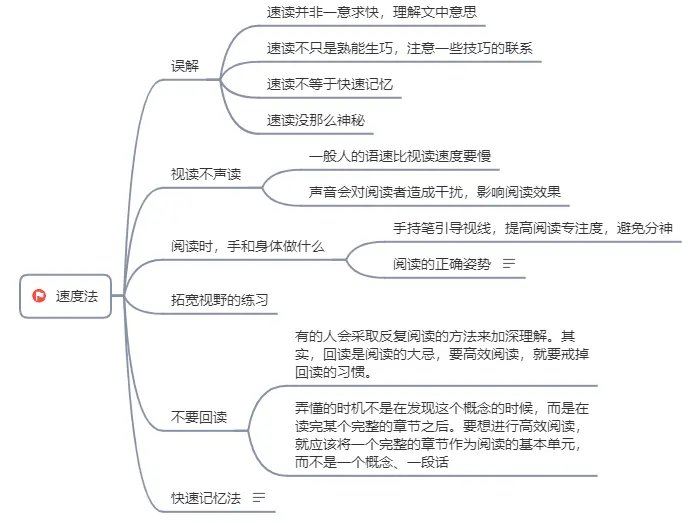 速度法
误解
速读并非一意求快，理解文中意思
速读不只是熟能生巧，注意一些技巧的联系
速读不等于快速记忆
速读没那么神秘
视读不声读
一般人的语速比视读速度要慢
声音会对阅读者造成干扰，影响阅读效果
阅读时，手和身体做什么
手持笔引导视线，提高阅读专注度，避免分神
阅读的正确姿势
拓宽视野的练习
不要回读
有的人会采取反复阅读的方法来加深理解。其
实，回读是阅读的大忌，要高效阅读，就要戒掉
回读的习惯。
弄懂的时机不是在发现这个概念的时候，而是在
读完某个完整的章节之后。要想进行高效阅读，
就应该将一个完整的章节作为阅读的基本单元，
而不是一个概念、一段话
快速记忆法